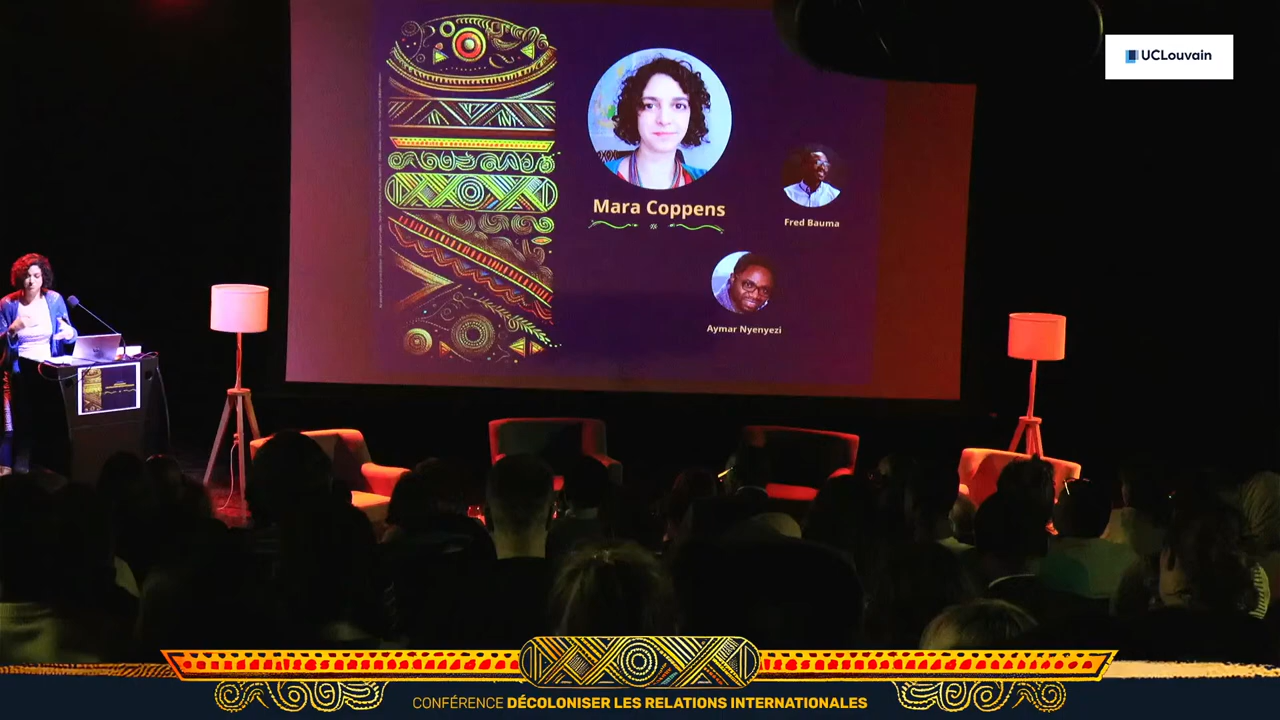 UCLouvain
Mara Coppens
Fred Bauma
Aymar Nyenyezi
CONFÉRENCE DÉCOLONISER LES RELATIONS INTERNATIONALES